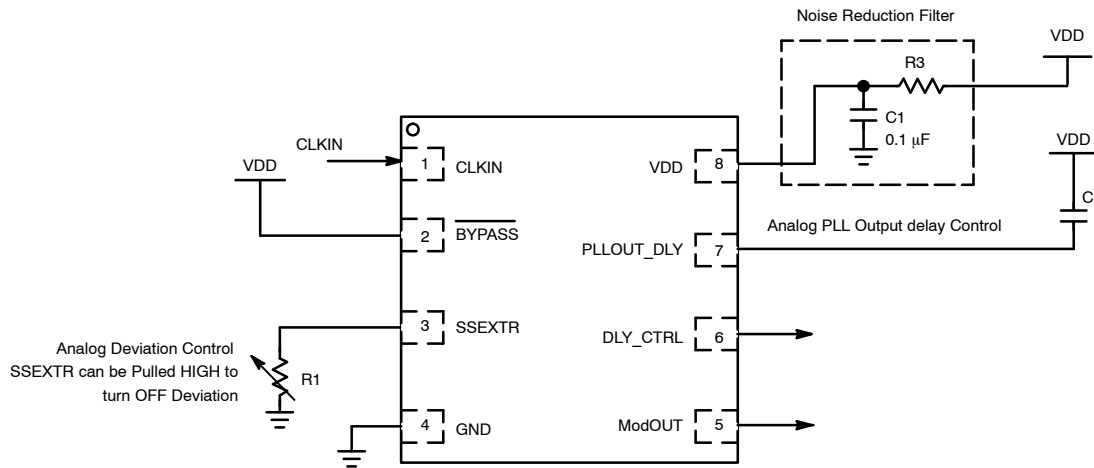 Noise Reduction Filter
VDD
R3
C1
0.1 μF
CLKIN
1
CLKIN
VDD
8
VDD
VDD
C
2
BYPASS
Analog PLL Output delay Control
PLLOUT_DLY
7
3
SSEXTR
DLY_CTRL
6
Analog Deviation Control
SSEXTR can be Pulled HIGH to
turn OFF Deviation
R1
4
GND
ModOUT
5